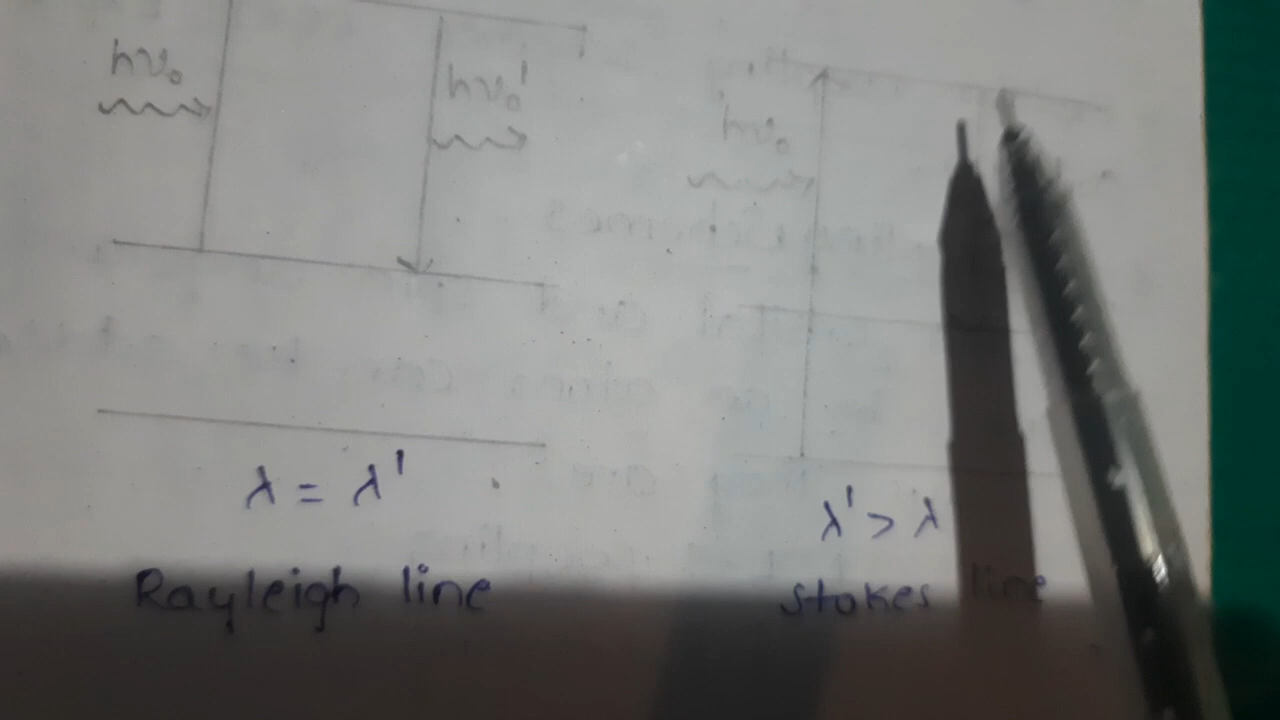 hν₀
hν₀'
hν₀
λ = λ'
λ' > λ
Rayleigh line
Stokes line